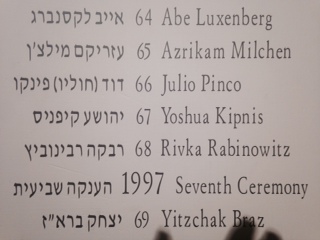 אייב לקסנברג 64 Abe Luxenberg
עזריקם מילצ'ן 65 Azrikam Milchen
דוד (חוליו) פינקו 66 Julio Pinco
יהושע קיפניס 67 Yoshua Kipnis
רבקה רבינוביץ 68 Rivka Rabinowitz
הענקה שביעית 1997 Seventh Ceremony
יצחק ברא"ז 69 Yitzchak Braz